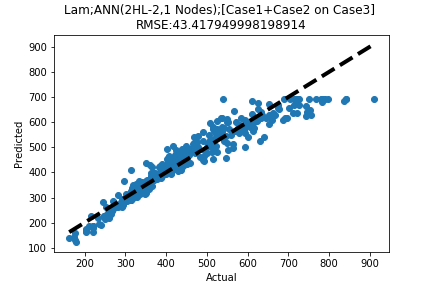 Lam;ANN(2HL-2,1 Nodes);[Case1+Case2 on Case3]
RMSE:43.417949998198914
900
800
700
600
500
400
300
200
100
Predicted
200 300 400 500 600 700 800 900
Actual